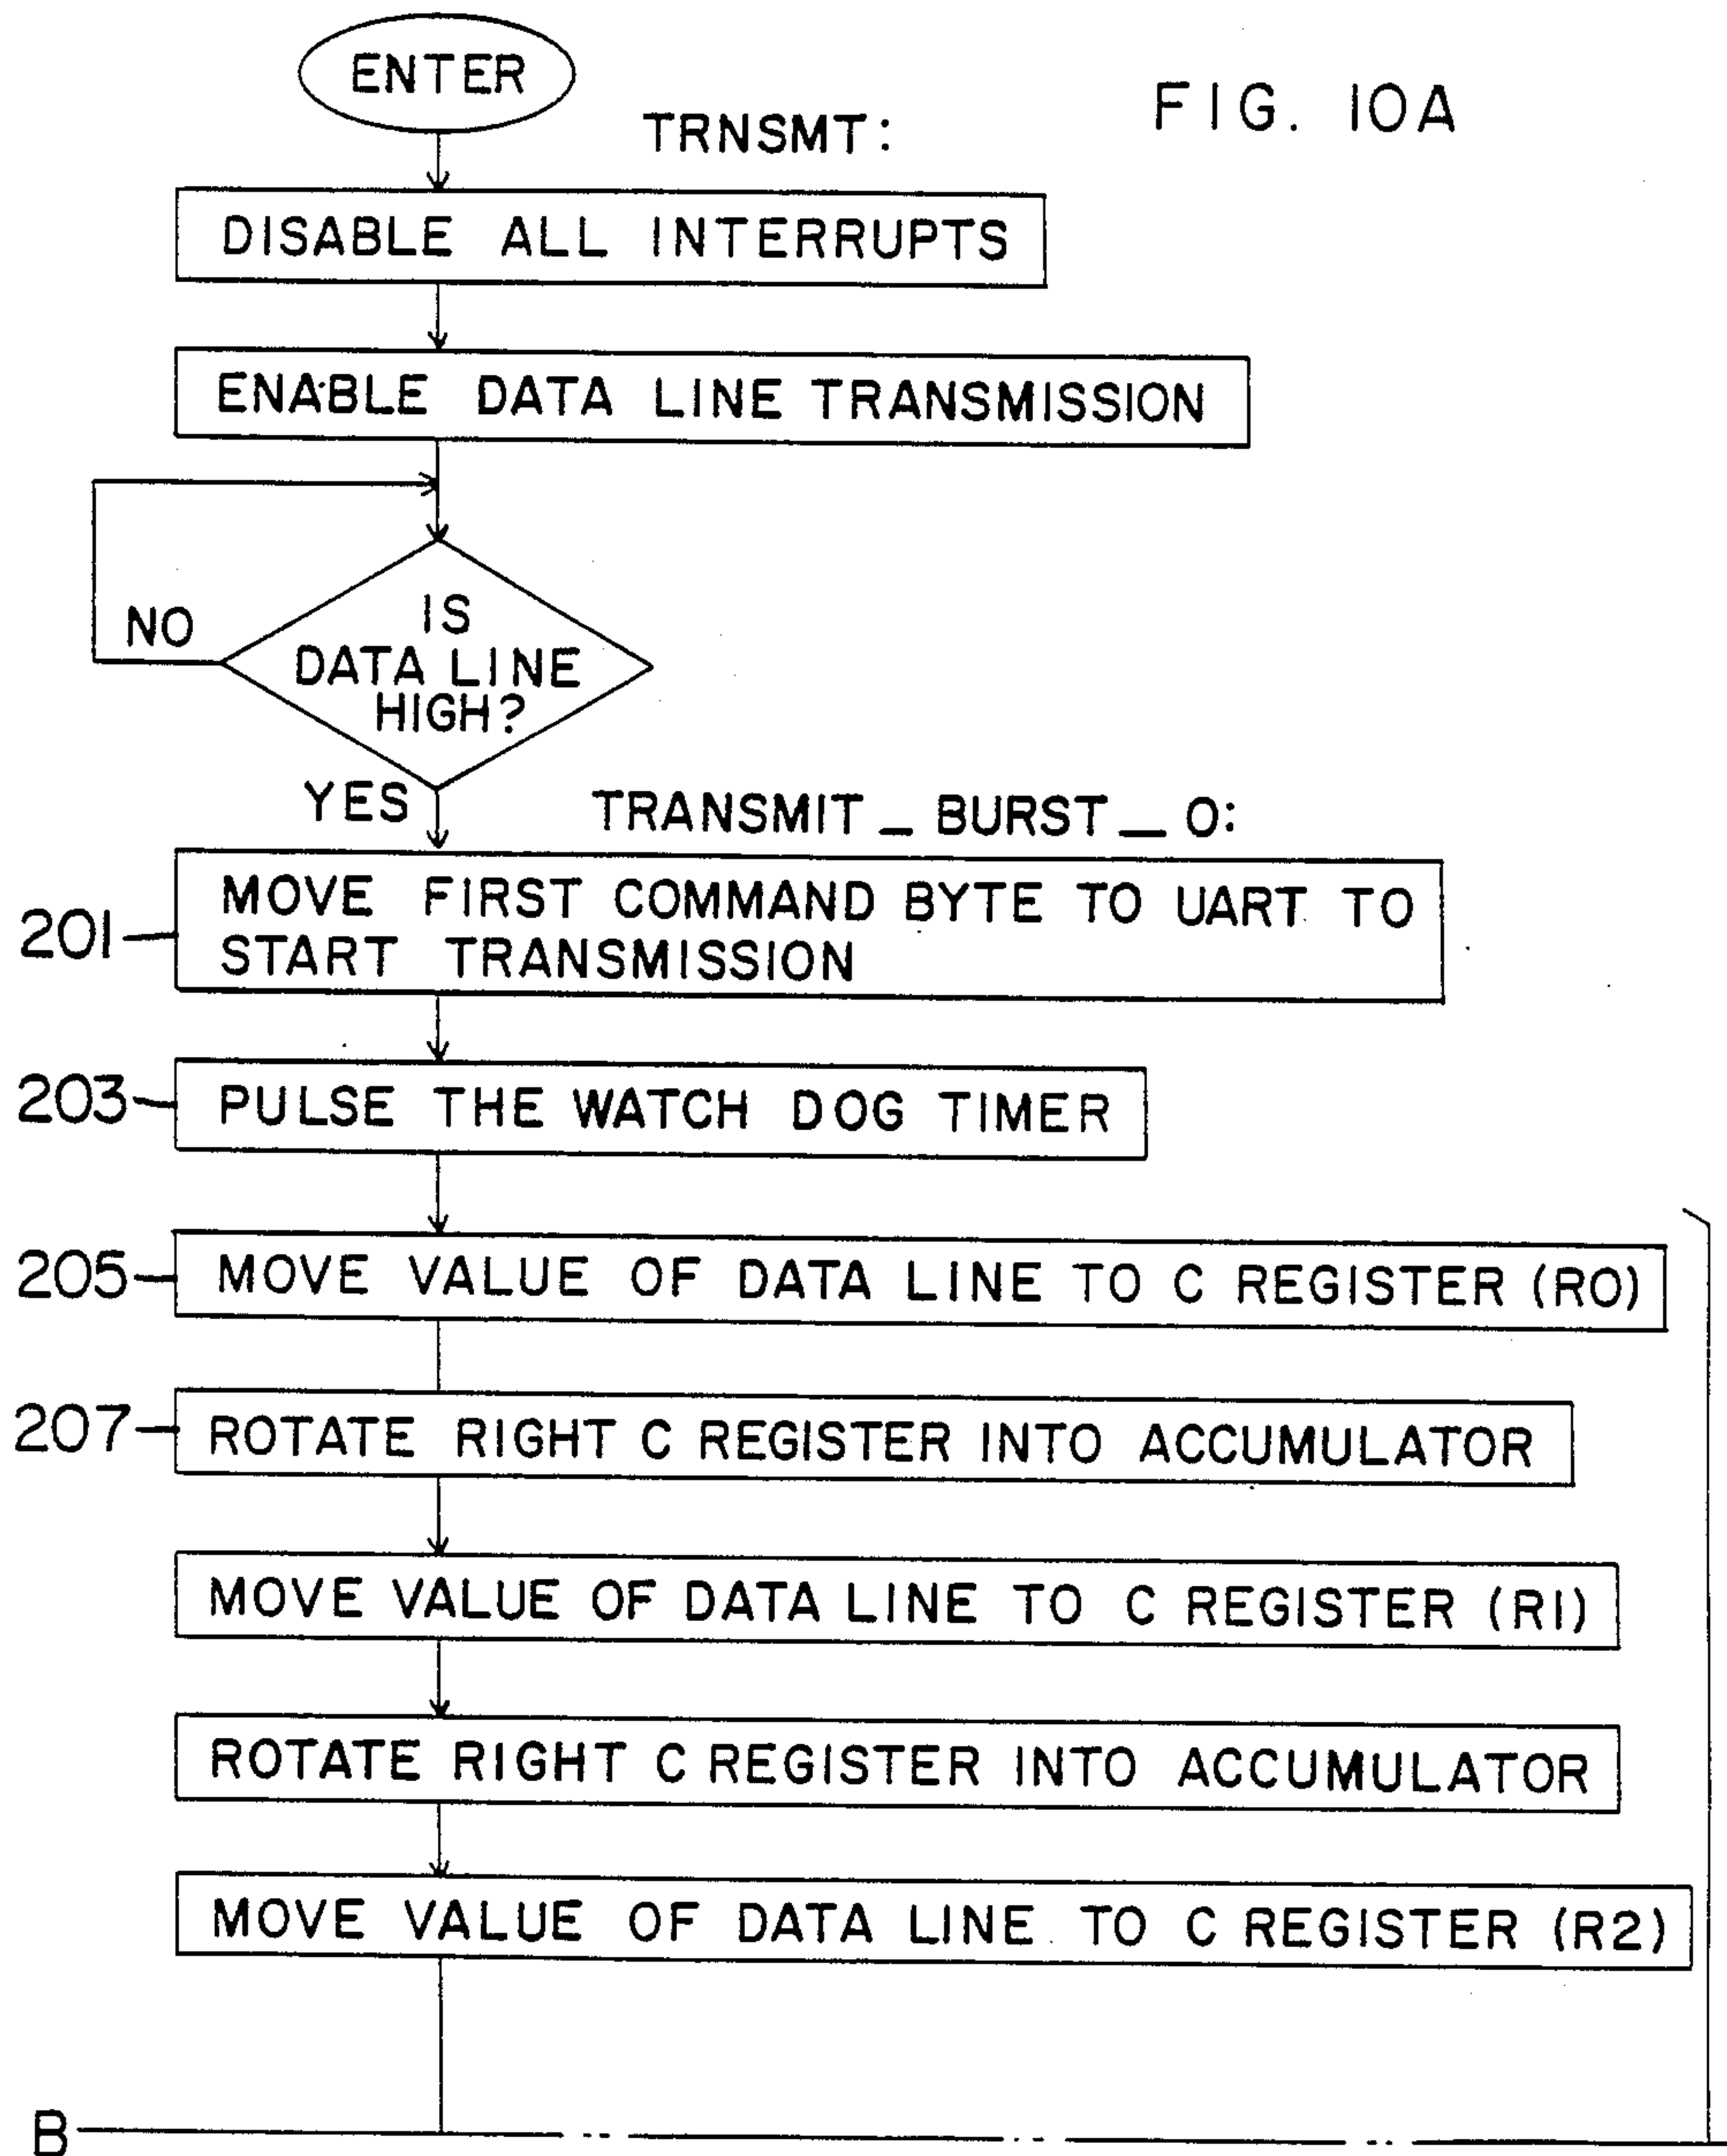 ENTER
TRNSMT:
FIG. 10A
DISABLE ALL INTERRUPTS
ENABLE DATA LINE TRANSMISSION
IS
DATA LINE
HIGH?
NO
YES
TRANSMIT_BURST_0:
201
MOVE FIRST COMMAND BYTE TO UART TO
START TRANSMISSION
203
PULSE THE WATCH DOG TIMER
205
MOVE VALUE OF DATA LINE TO C REGISTER (R0)
207
ROTATE RIGHT C REGISTER INTO ACCUMULATOR
MOVE VALUE OF DATA LINE TO C REGISTER (R1)
ROTATE RIGHT C REGISTER INTO ACCUMULATOR
MOVE VALUE OF DATA LINE TO C REGISTER (R2)
B